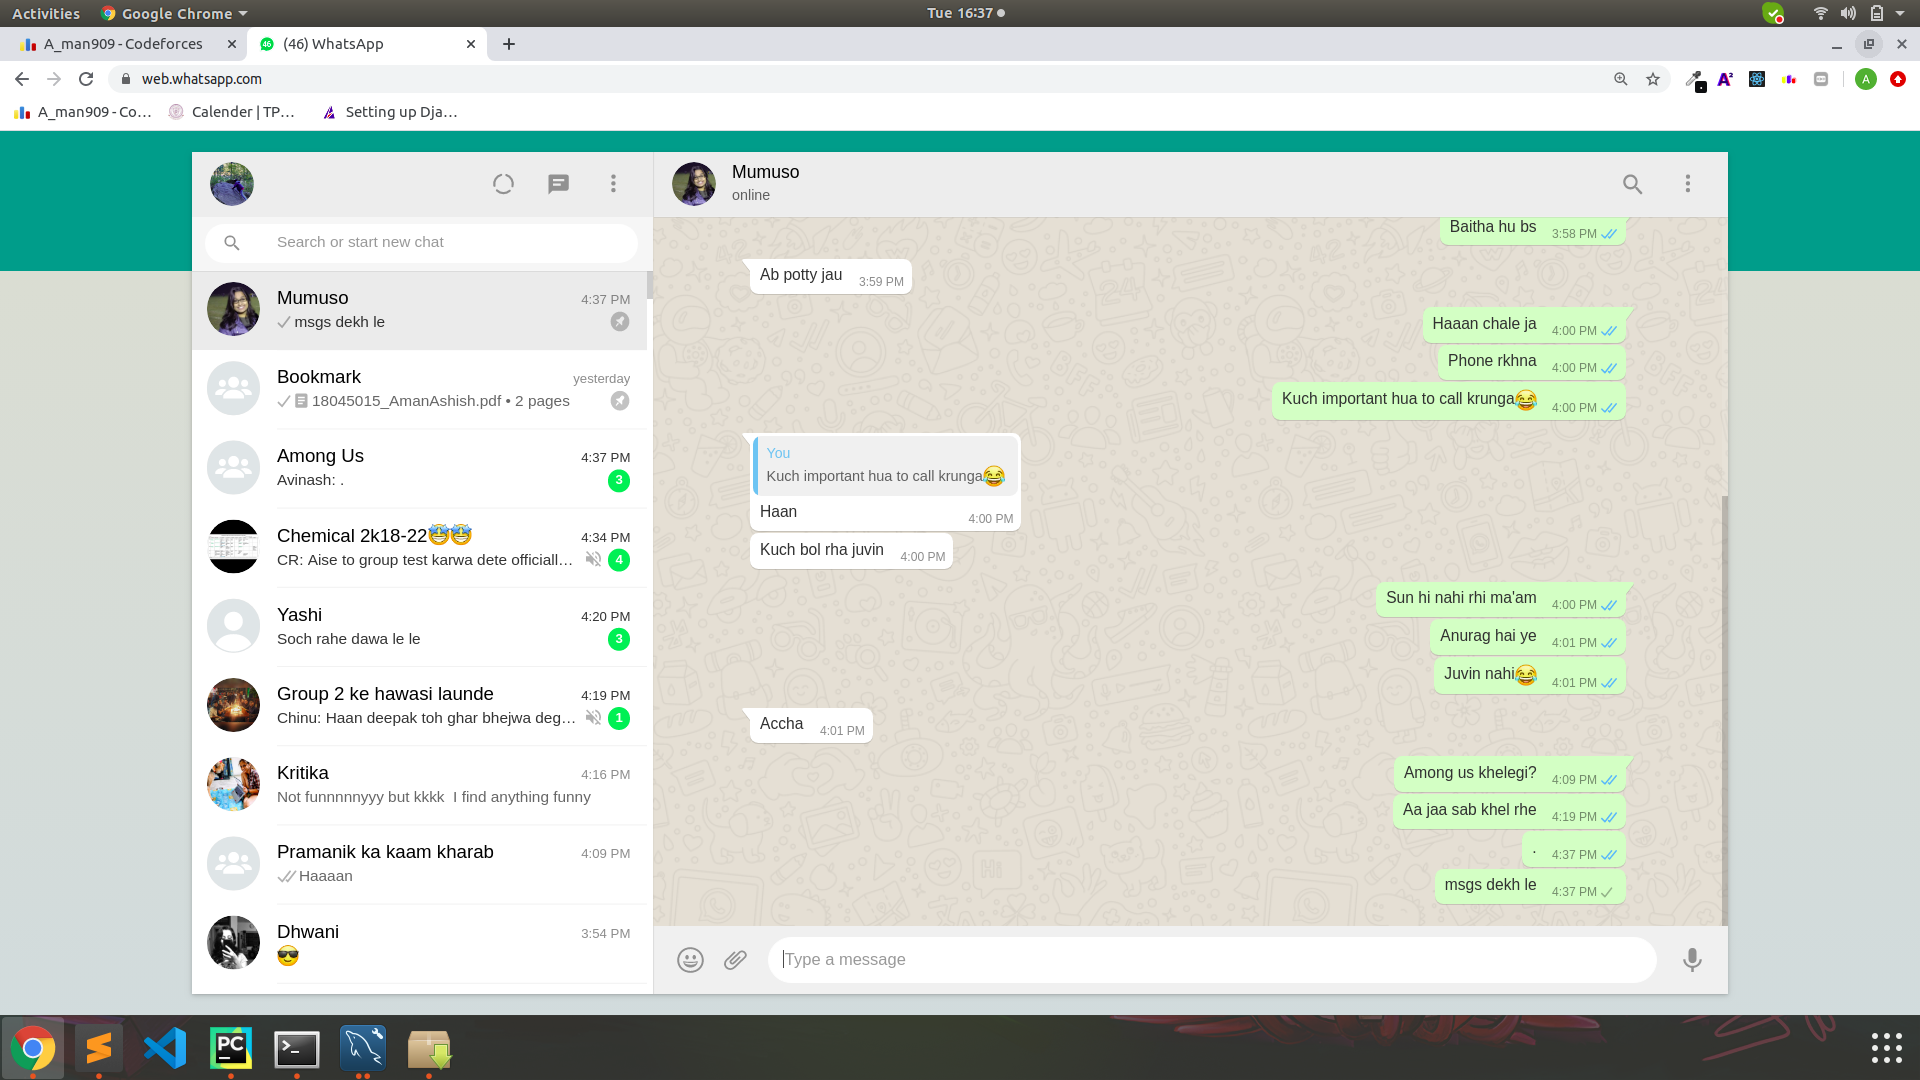 Activities Google Chrome Tue 16:37
A_man909 - Codeforces (46) WhatsApp
web.whatsapp.com
A
A_man909 - Co… Calender | TP… Setting up Dja…
Search or start new chat
Mumuso 4:37 PM
msgs dekh le
Bookmark yesterday
18045015_AmanAshish.pdf • 2 pages
Among Us 4:37 PM
Avinash: . 3
Chemical 2k18-22🤩🤩 4:34 PM
CR: Aise to group test karwa dete officiall… 4
Yashi 4:20 PM
Soch rahe dawa le le 3
Group 2 ke hawasi launde 4:19 PM
Chinu: Haan deepak toh ghar bhejwa deg… 1
Kritika 4:16 PM
Not funnnnnyyy but kkkk I find anything funny
Pramanik ka kaam kharab 4:09 PM
Haaaan
Dhwani 3:54 PM
😎
Mumuso
online
Baitha hu bs 3:58 PM
Ab potty jau 3:59 PM
Haaan chale ja 4:00 PM
Phone rkhna 4:00 PM
Kuch important hua to call krunga😂 4:00 PM
You
Kuch important hua to call krunga😂
Haan 4:00 PM
Kuch bol rha juvin 4:00 PM
Sun hi nahi rhi ma'am 4:00 PM
Anurag hai ye 4:01 PM
Juvin nahi😂 4:01 PM
Accha 4:01 PM
Among us khelegi? 4:09 PM
Aa jaa sab khel rhe 4:19 PM
. 4:37 PM
msgs dekh le 4:37 PM
Type a message
PC